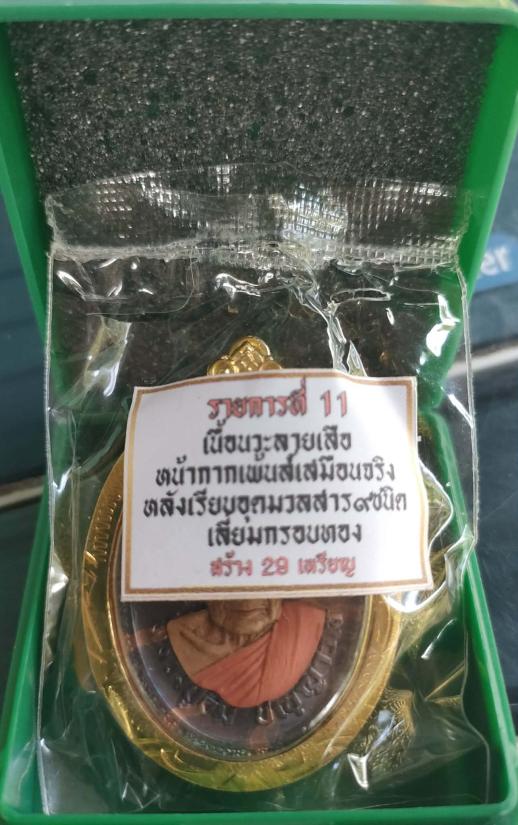 รายการที่ 11
เนื้อนวะลายเสือ
หน้ากากเพ้นส์เสมือนจริง
หลังเรียบอุดมวลสาร๙ชนิด
เลี่ยมกรอบทอง
สร้าง 29 เหรียญ
er